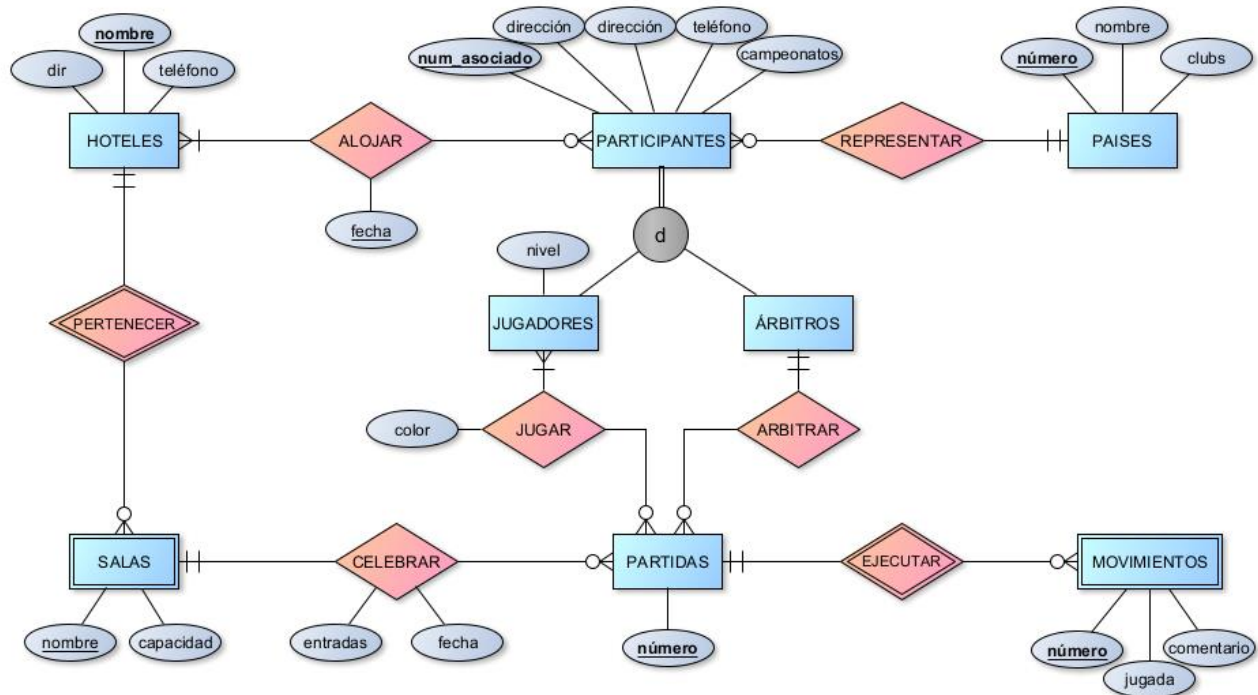 nombre
dir
teléfono
HOTELES
ALOJAR
fecha
num_asociado
dirección
dirección
teléfono
campeonatos
PARTICIPANTES
REPRESENTAR
número
nombre
clubs
PAISES
d
nivel
JUGADORES
ÁRBITROS
PERTENECER
color
JUGAR
ARBITRAR
SALAS
nombre
capacidad
CELEBRAR
entradas
fecha
PARTIDAS
número
EJECUTAR
MOVIMIENTOS
número
jugada
comentario